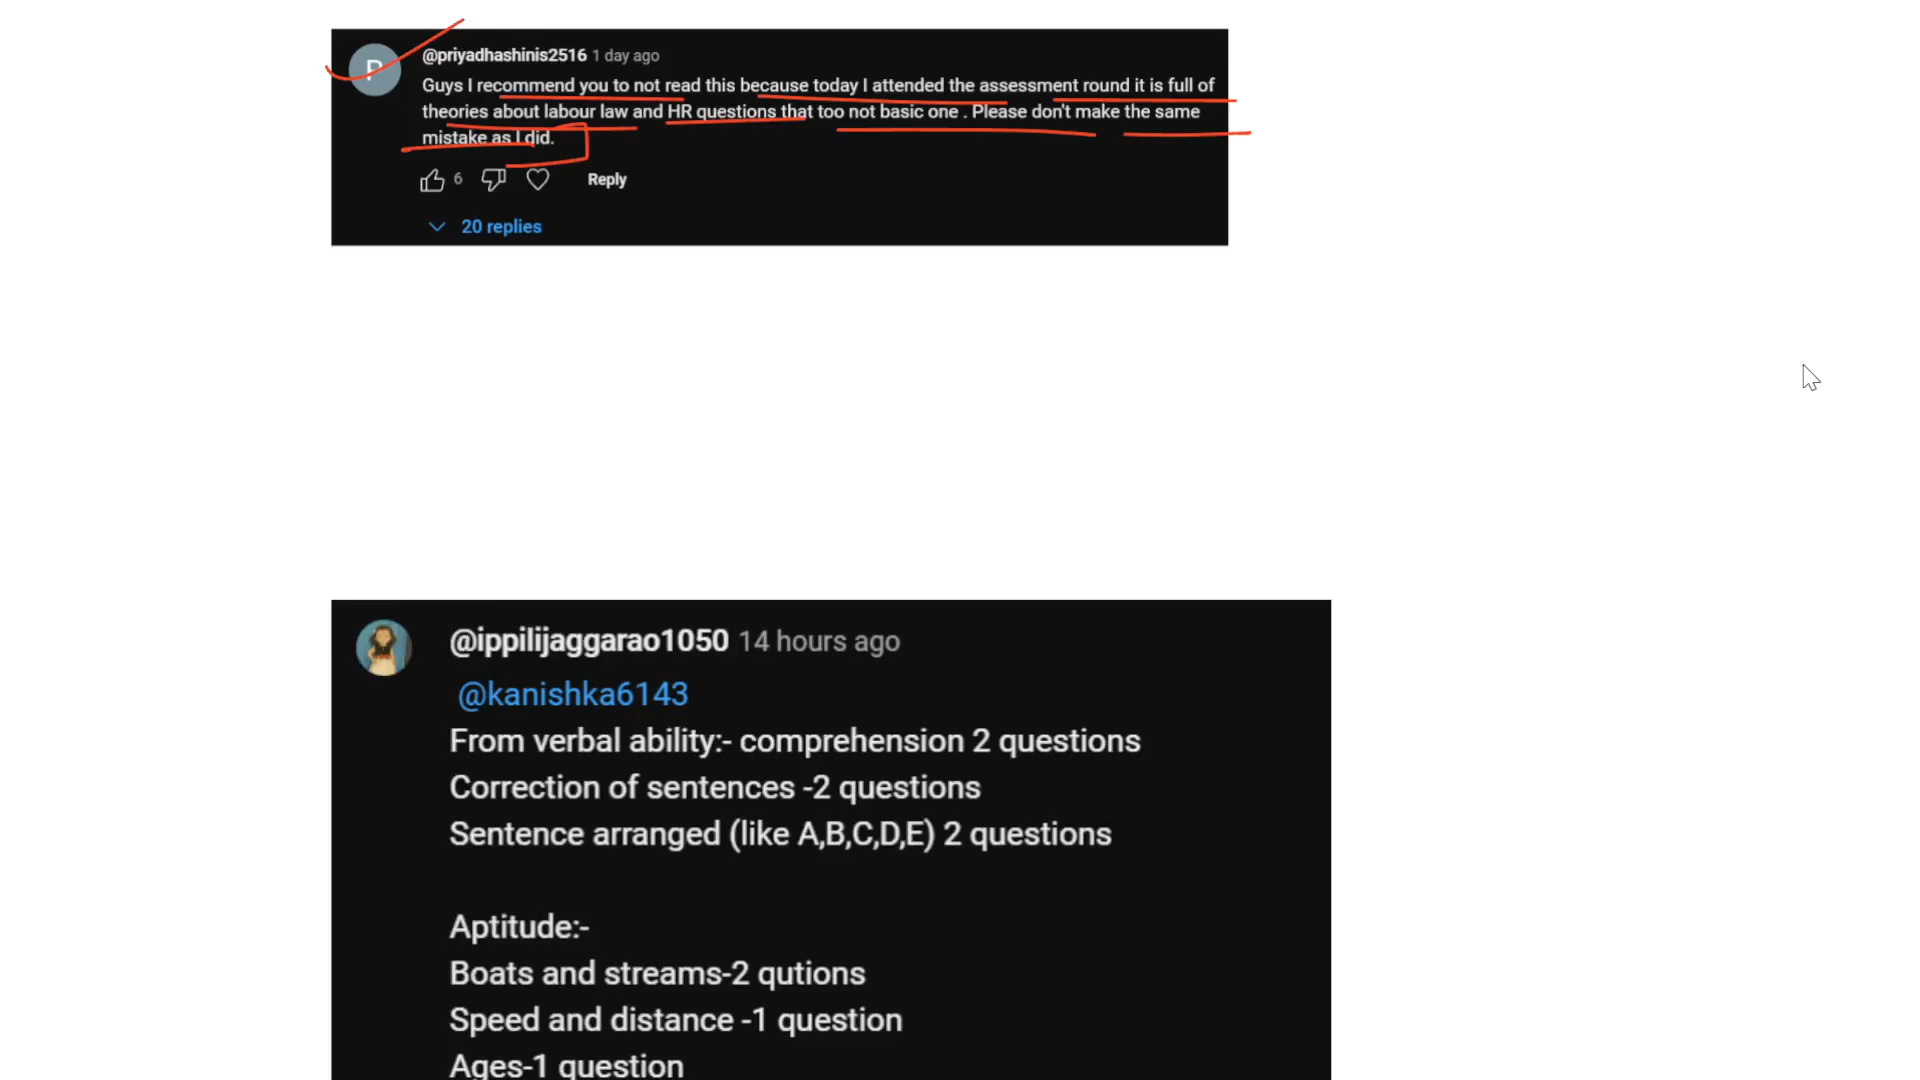 P
@priyadhashinis2516 1 day ago
Guys I recommend you to not read this because today I attended the assessment round it is full of
theories about labour law and HR questions that too not basic one . Please don't make the same
mistake as I did.
6 Reply
20 replies
@ippilijaggarao1050 14 hours ago
@kanishka6143
From verbal ability:- comprehension 2 questions
Correction of sentences -2 questions
Sentence arranged (like A,B,C,D,E) 2 questions
Aptitude:-
Boats and streams-2 qutions
Speed and distance -1 question
Ages-1 question